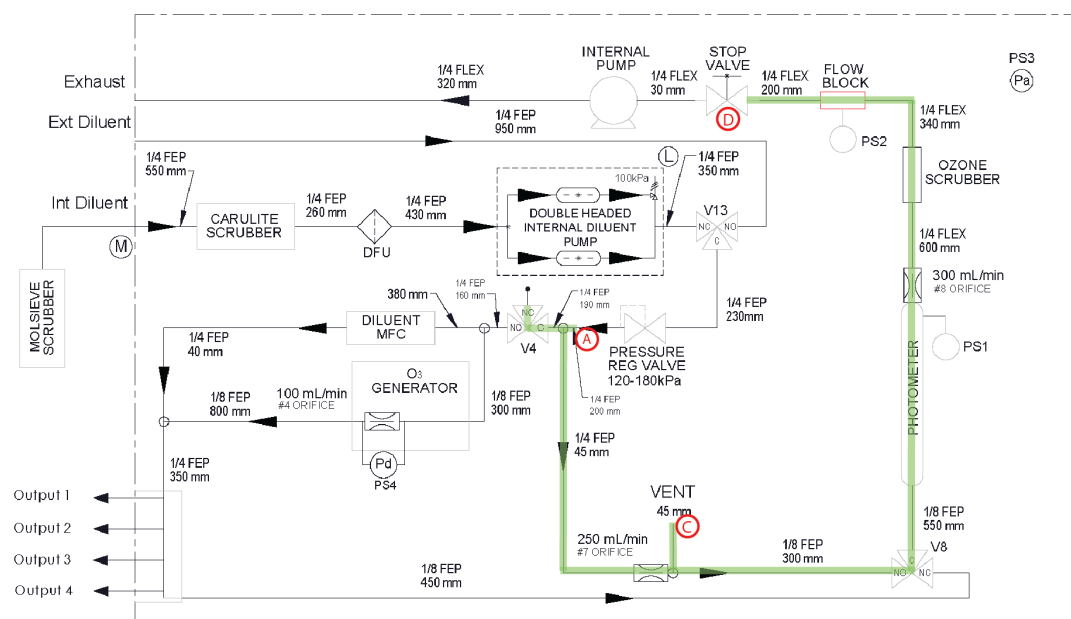 INTERNAL
PUMP
STOP
VALVE
PS3
Pa
Exhaust
1/4 FLEX
320 mm
1/4 FLEX
30 mm
1/4 FLEX
200 mm
FLOW
BLOCK
Ext Diluent
1/4 FEP
950 mm
D
PS2
1/4 FLEX
340 mm
1/4 FEP
550 mm
L
1/4 FEP
350 mm
OZONE
SCRUBBER
Int Diluent
1/4 FEP
260 mm
1/4 FEP
430 mm
100kPa
V13
M
CARULITE
SCRUBBER
DFU
DOUBLE HEADED
INTERNAL DILUENT
PUMP
NC
NO
C
1/4 FLEX
600 mm
MOLSIEVE
SCRUBBER
380 mm
1/4 FEP
160 mm
1/4 FEP
190 mm
300 mL/min
#8 ORIFICE
1/4 FEP
230mm
DILUENT
MFC
NC
NO
C
V4
A
PRESSURE
REG VALVE
120-180kPa
PS1
1/4 FEP
40 mm
O3
GENERATOR
1/8 FEP
800 mm
100 mL/min
#4 ORIFICE
1/8 FEP
300 mm
1/4 FEP
200 mm
PHOTOMETER
1/4 FEP
45 mm
Pd
PS4
1/4 FEP
350 mm
Output 1
Output 2
Output 3
Output 4
VENT
45 mm
C
1/8 FEP
550 mm
250 mL/min
#7 ORIFICE
1/8 FEP
300 mm
V8
C
NO
NC
1/8 FEP
450 mm